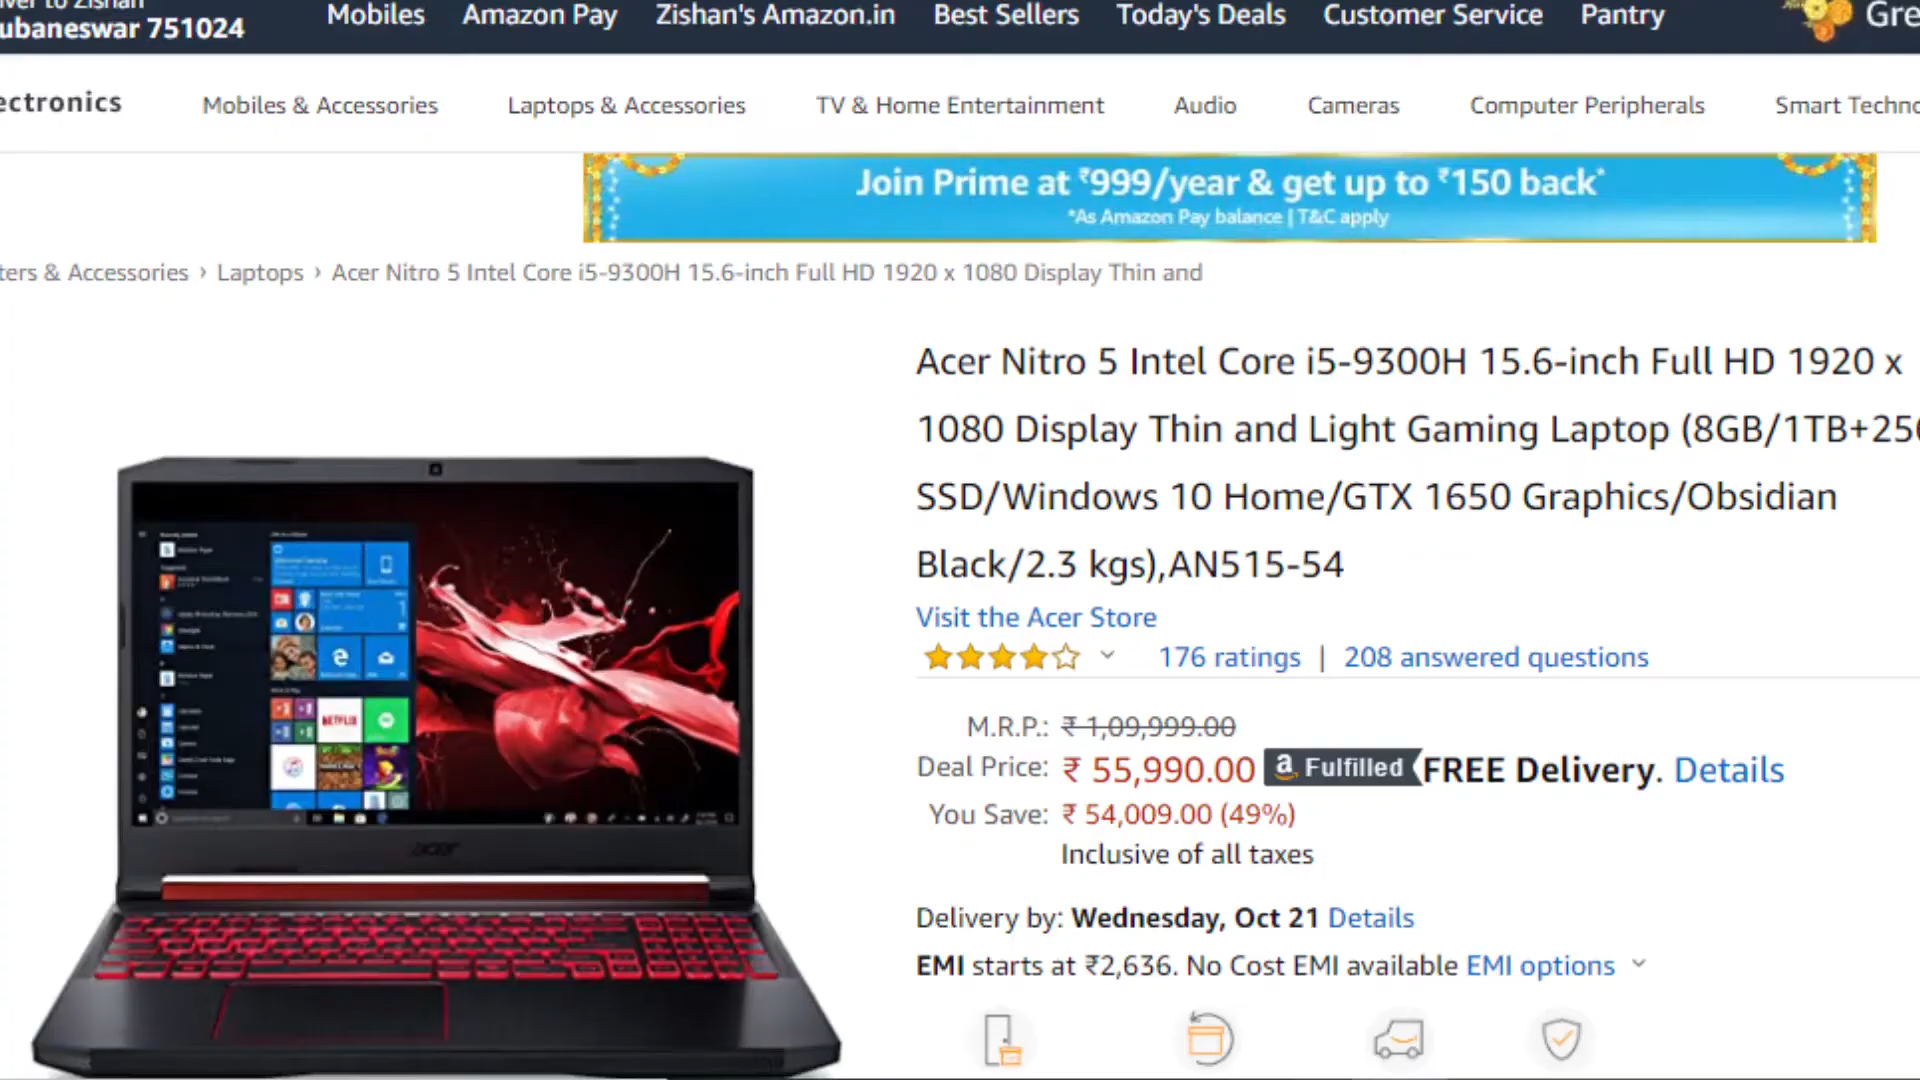 Zishan
ubaneswar 751024
Mobiles Amazon Pay Zishan's Amazon.in Best Sellers Today's Deals Customer Service Pantry Gre
ectronics Mobiles & Accessories Laptops & Accessories TV & Home Entertainment Audio Cameras Computer Peripherals Smart Techno
Join Prime at ₹999/year & get up to ₹150 back*
*As Amazon Pay balance | T&C apply
ters & Accessories › Laptops › Acer Nitro 5 Intel Core i5-9300H 15.6-inch Full HD 1920 x 1080 Display Thin and
Acer Nitro 5 Intel Core i5-9300H 15.6-inch Full HD 1920 x
1080 Display Thin and Light Gaming Laptop (8GB/1TB+256
SSD/Windows 10 Home/GTX 1650 Graphics/Obsidian
Black/2.3 kgs),AN515-54
Visit the Acer Store
176 ratings | 208 answered questions
M.R.P.: ₹ 1,09,999.00
Deal Price: ₹ 55,990.00 a Fulfilled FREE Delivery. Details
You Save: ₹ 54,009.00 (49%)
Inclusive of all taxes
Delivery by: Wednesday, Oct 21 Details
EMI starts at ₹2,636. No Cost EMI available EMI options
NETFLIX
acer